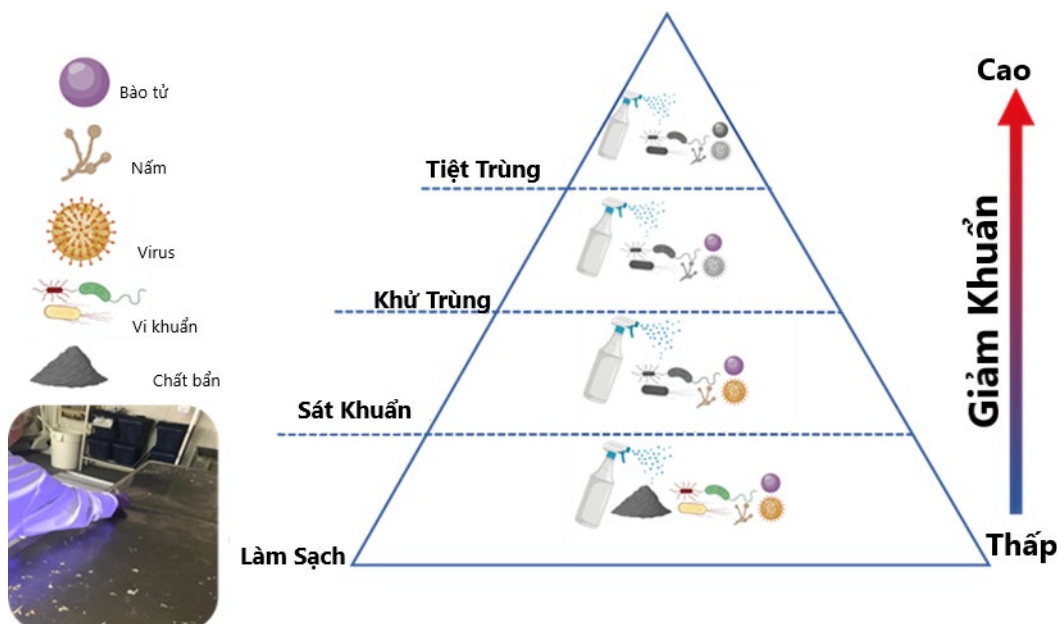 Bào tử
Nấm
Virus
Vi khuẩn
Chất bẩn
Tiệt Trùng
Khử Trùng
Sát Khuẩn
Làm Sạch
Cao
Giảm Khuẩn
Thấp